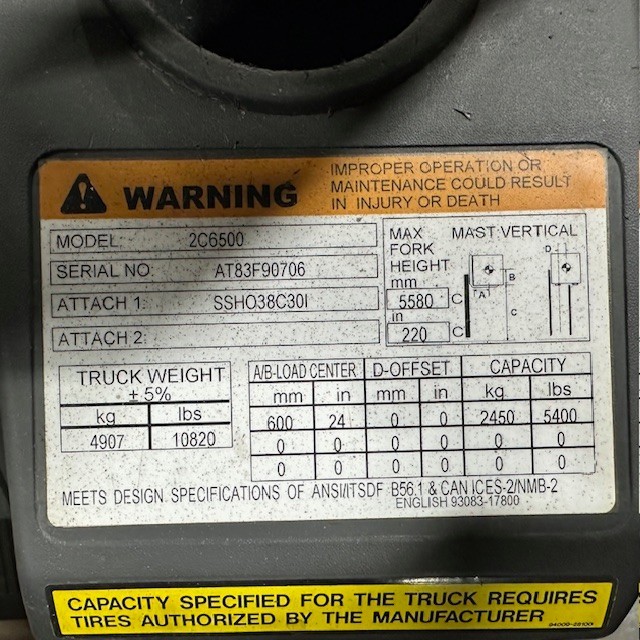 WARNING
IMPROPER OPERATION OR
MAINTENANCE COULD RESULT
IN INJURY OR DEATH
MODEL: 2C6500
SERIAL NO: AT83F90706
ATTACH 1: SSHO38C30I
ATTACH 2:
MAX FORK HEIGHT
MAST VERTICAL
mm
5580 C
in
220 C
A
B
C
D
TRUCK WEIGHT
± 5%
kg lbs
4907 10820
A/B-LOAD CENTER D-OFFSET CAPACITY
mm in mm in kg lbs
600 24 0 0 2450 5400
0 0 0 0 0 0
0 0 0 0 0 0
MEETS DESIGN SPECIFICATIONS OF ANSI/ITSDF B56.1 & CAN ICES-2/NMB-2
ENGLISH 93083-17800
CAPACITY SPECIFIED FOR THE TRUCK REQUIRES
TIRES AUTHORIZED BY THE MANUFACTURER